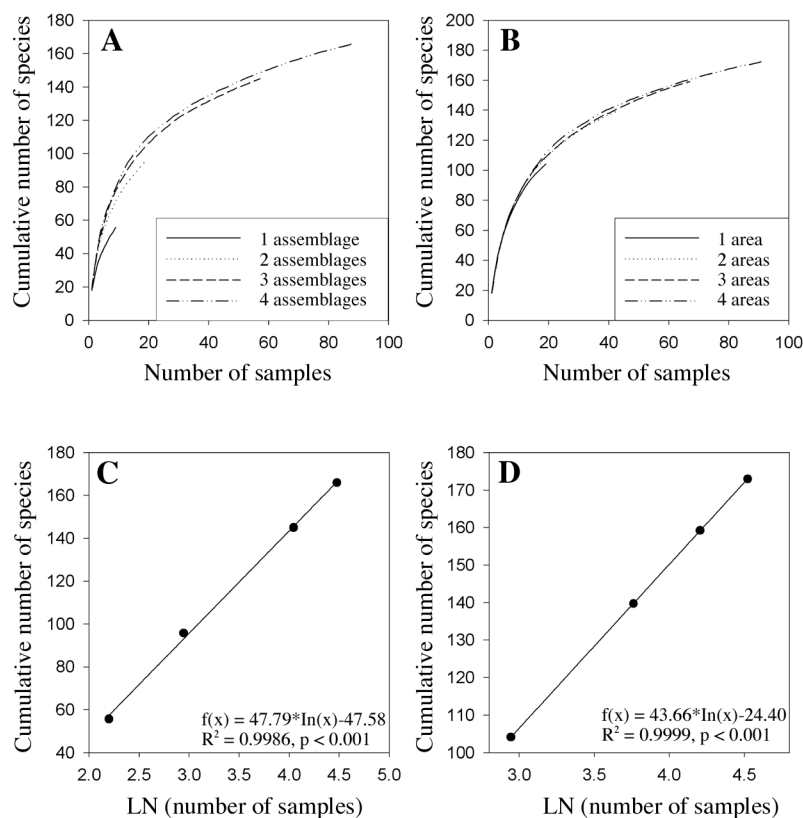 A
Cumulative number of species
180
160
140
120
100
80
60
40
20
0
1 assemblage
2 assemblages
3 assemblages
4 assemblages
0 20 40 60 80 100
Number of samples
B
Cumulative number of species
200
180
160
140
120
100
80
60
40
20
0
1 area
2 areas
3 areas
4 areas
0 20 40 60 80 100
Number of samples
C
Cumulative number of species
180
160
140
120
100
80
60
40
f(x) = 47.79*In(x)-47.58
R² = 0.9986, p < 0.001
2.0 2.5 3.0 3.5 4.0 4.5 5.0
LN (number of samples)
D
Cumulative number of species
180
170
160
150
140
130
120
110
100
f(x) = 43.66*In(x)-24.40
R² = 0.9999, p < 0.001
3.0 3.5 4.0 4.5
LN (number of samples)